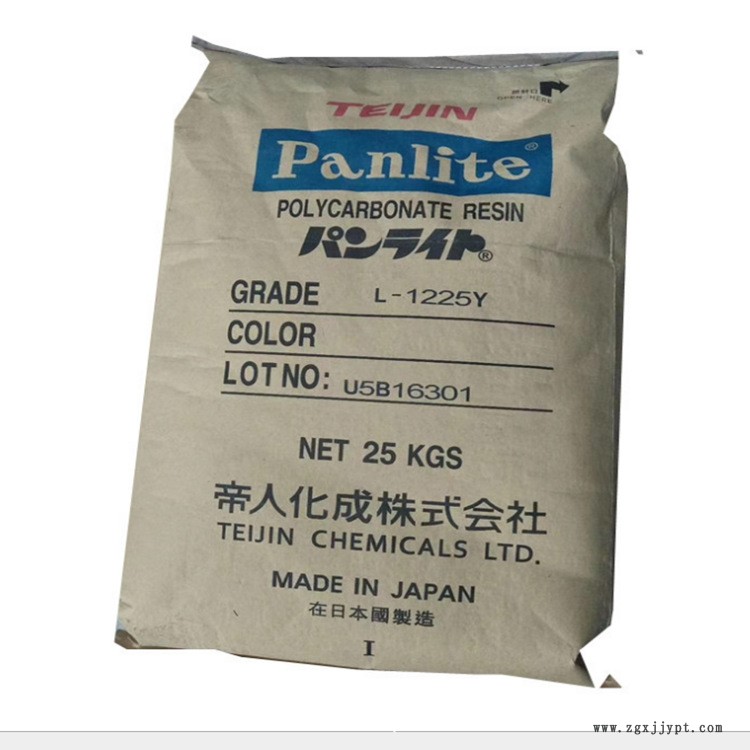 OPEN HERE
TEIJIN
Panlite®
POLYCARBONATE RESIN
パンライト®
GRADE L-1225Y
COLOR
LOT NO: U5B16301
NET 25 KGS
帝人化成株式会社
TEIJIN CHEMICALS LTD.
MADE IN JAPAN
在日本國製造
I
www.zgxjjypt.com